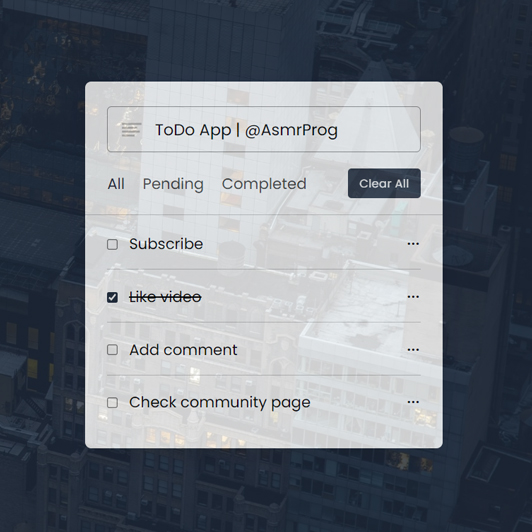 ToDo App | @AsmrProg
All Pending Completed Clear All
Subscribe
Like video
Add comment
Check community page